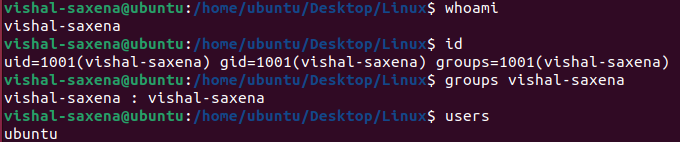 vishal-saxena@ubuntu:/home/ubuntu/Desktop/Linux$ whoami
vishal-saxena
vishal-saxena@ubuntu:/home/ubuntu/Desktop/Linux$ id
uid=1001(vishal-saxena) gid=1001(vishal-saxena) groups=1001(vishal-saxena)
vishal-saxena@ubuntu:/home/ubuntu/Desktop/Linux$ groups vishal-saxena
vishal-saxena : vishal-saxena
vishal-saxena@ubuntu:/home/ubuntu/Desktop/Linux$ users
ubuntu